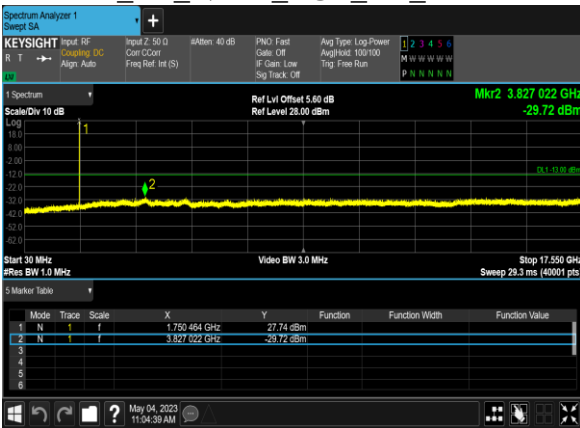 Spectrum Analyzer 1
Swept SA
KEYSIGHT Input: RF Input Z: 50 Ω #Atten: 40 dB PNO: Fast Avg Type: Log-Power 1 2 3 4 5 6
R T Coupling: DC Corr CCorr Gate: Off Avg|Hold: 100/100 M W W W W W
Align: Auto Freq Ref: Int (S) IF Gain: Low Trig: Free Run
LV Sig Track: Off P N N N N N
1 Spectrum Ref Lvl Offset 5.60 dB Mkr2 3.827 022 GHz
Scale/Div 10 dB Ref Level 28.00 dBm -29.72 dBm
Log
18.0 1
8.00
-2.00
-12.0 DL1 -13.00 dBm
-22.0 2
-32.0
-42.0
-52.0
-62.0
Start 30 MHz Video BW 3.0 MHz Stop 17.550 GHz
#Res BW 1.0 MHz Sweep 29.3 ms (40001 pts
5 Marker Table
Mode Trace Scale X Y Function Function Width Function Value
1 N 1 f 1.750 464 GHz 27.74 dBm
2 N 1 f 3.827 022 GHz -29.72 dBm
3
4
5
6
? May 04, 2023
11:04:39 AM